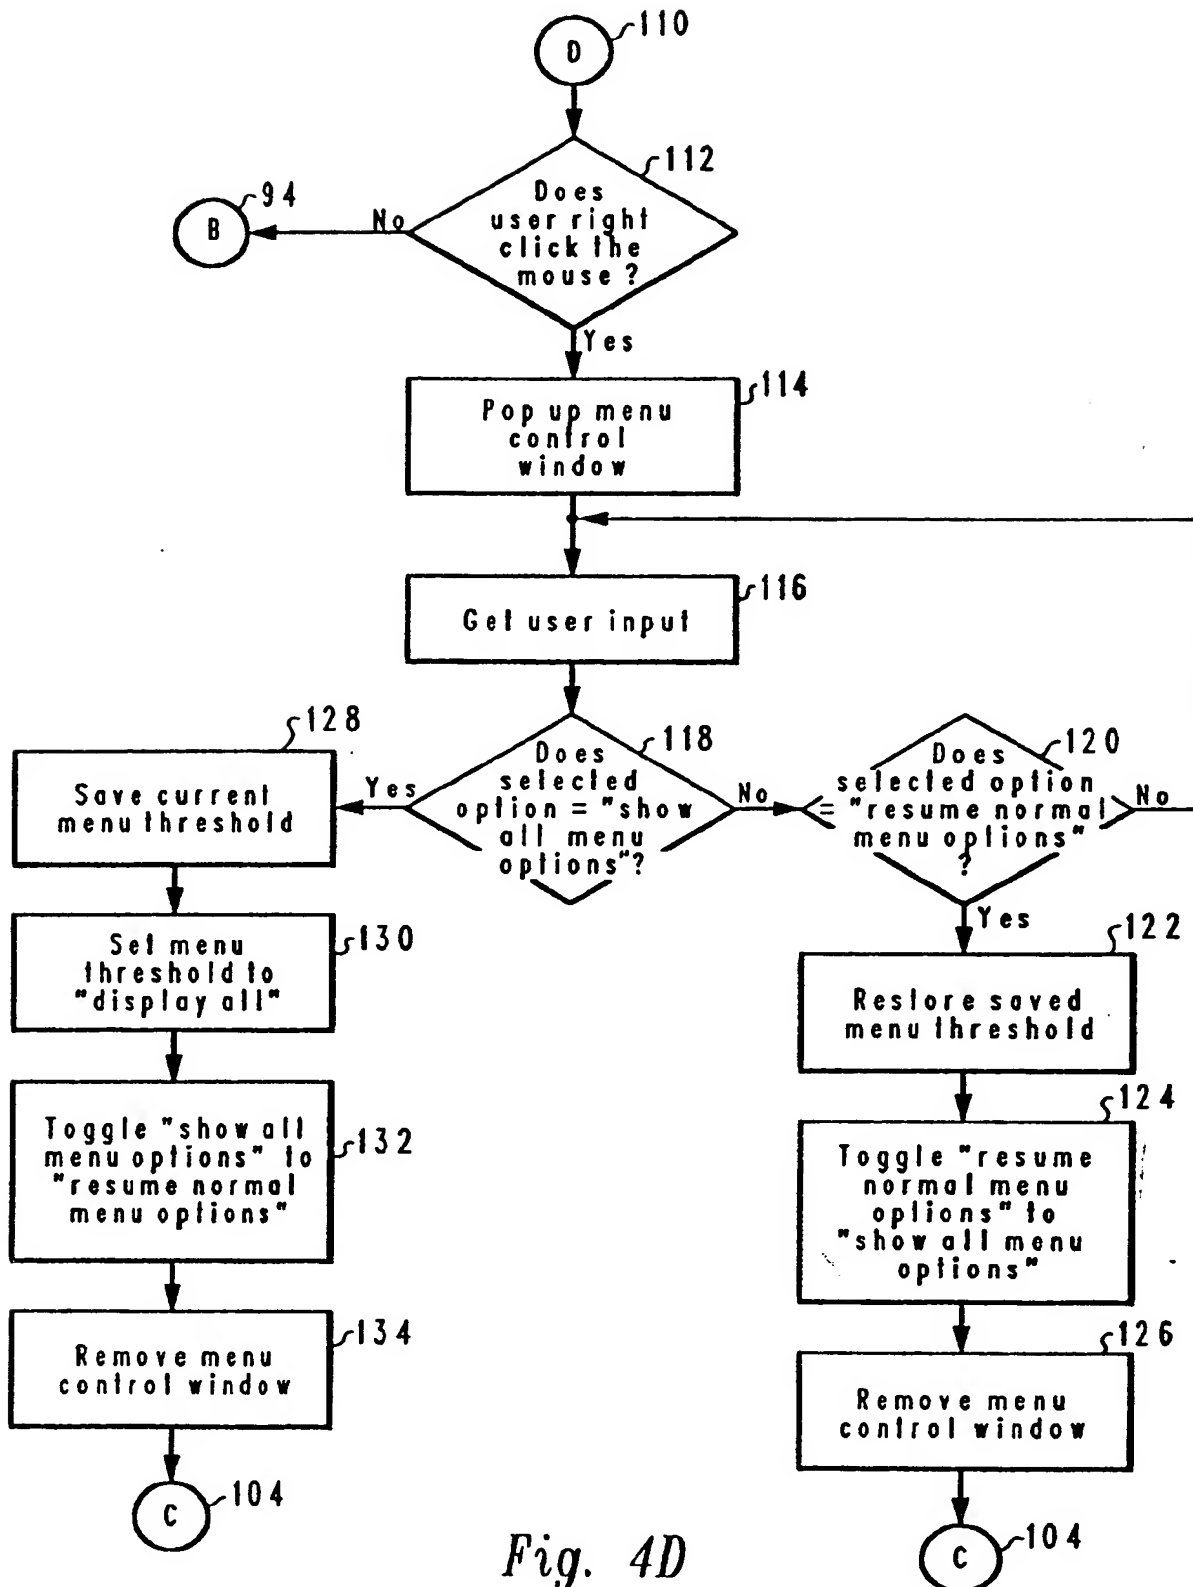 110
D
112
Does
user right
click the
mouse ?
94
B
No
Yes
114
Pop up menu
control
window
116
Get user input
118
Does
selected
option = "show
all menu
options"?
Yes
No
128
Save current
menu threshold
130
Set menu
threshold to
"display all"
132
Toggle "show all
menu options" to
"resume normal
menu options"
134
Remove menu
control window
104
C
120
Does
selected option
= "resume normal
menu options"
?
No
Yes
122
Restore saved
menu threshold
124
Toggle "resume
normal menu
options" to
"show all menu
options"
126
Remove menu
control window
104
C
Fig. 4D